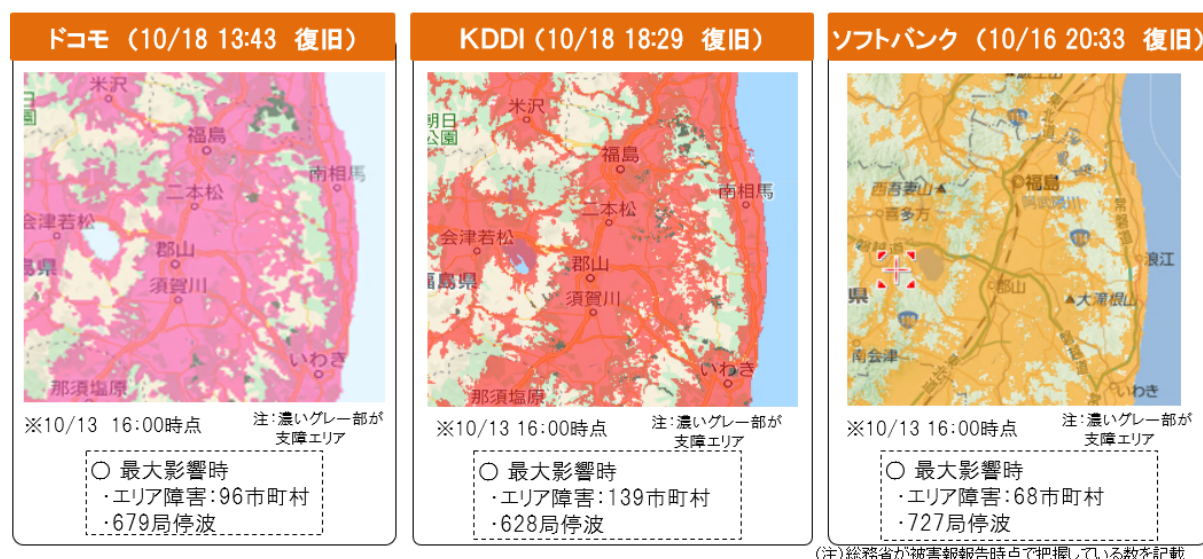 ドコモ (10/18 13:43 復旧)
米沢
福島
南相馬
二本松
会津若松
郡山
須賀川
いわき
那須塩原
※10/13 16:00時点
注:濃いグレー部が
支障エリア
○ 最大影響時
・エリア障害:96市町村
・679局停波
KDDI (10/18 18:29 復旧)
米沢
朝日
公園
福島
南相馬
二本松
会津若松
福島県
郡山
須賀川
いわき
那須塩原
※10/13 16:00時点
注:濃いグレー部が
支障エリア
○ 最大影響時
・エリア障害:139市町村
・628局停波
ソフトバンク (10/16 20:33 復旧)
西吾妻山
福島
喜多方
常磐道
浪江
郡山
大滝根山
南会津
いわき
※10/13 16:00時点
注:濃いグレー部が
支障エリア
○ 最大影響時
・エリア障害:68市町村
・727局停波
(注)総務省が被害報報告時点で把握している数を記載